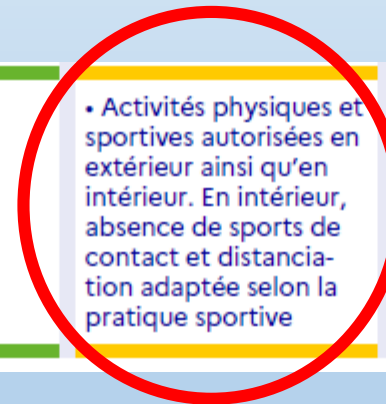 • Activités physiques et
sportives autorisées en
extérieur ainsi qu'en
intérieur. En intérieur,
absence de sports de
contact et distancia-
tion adaptée selon la
pratique sportive